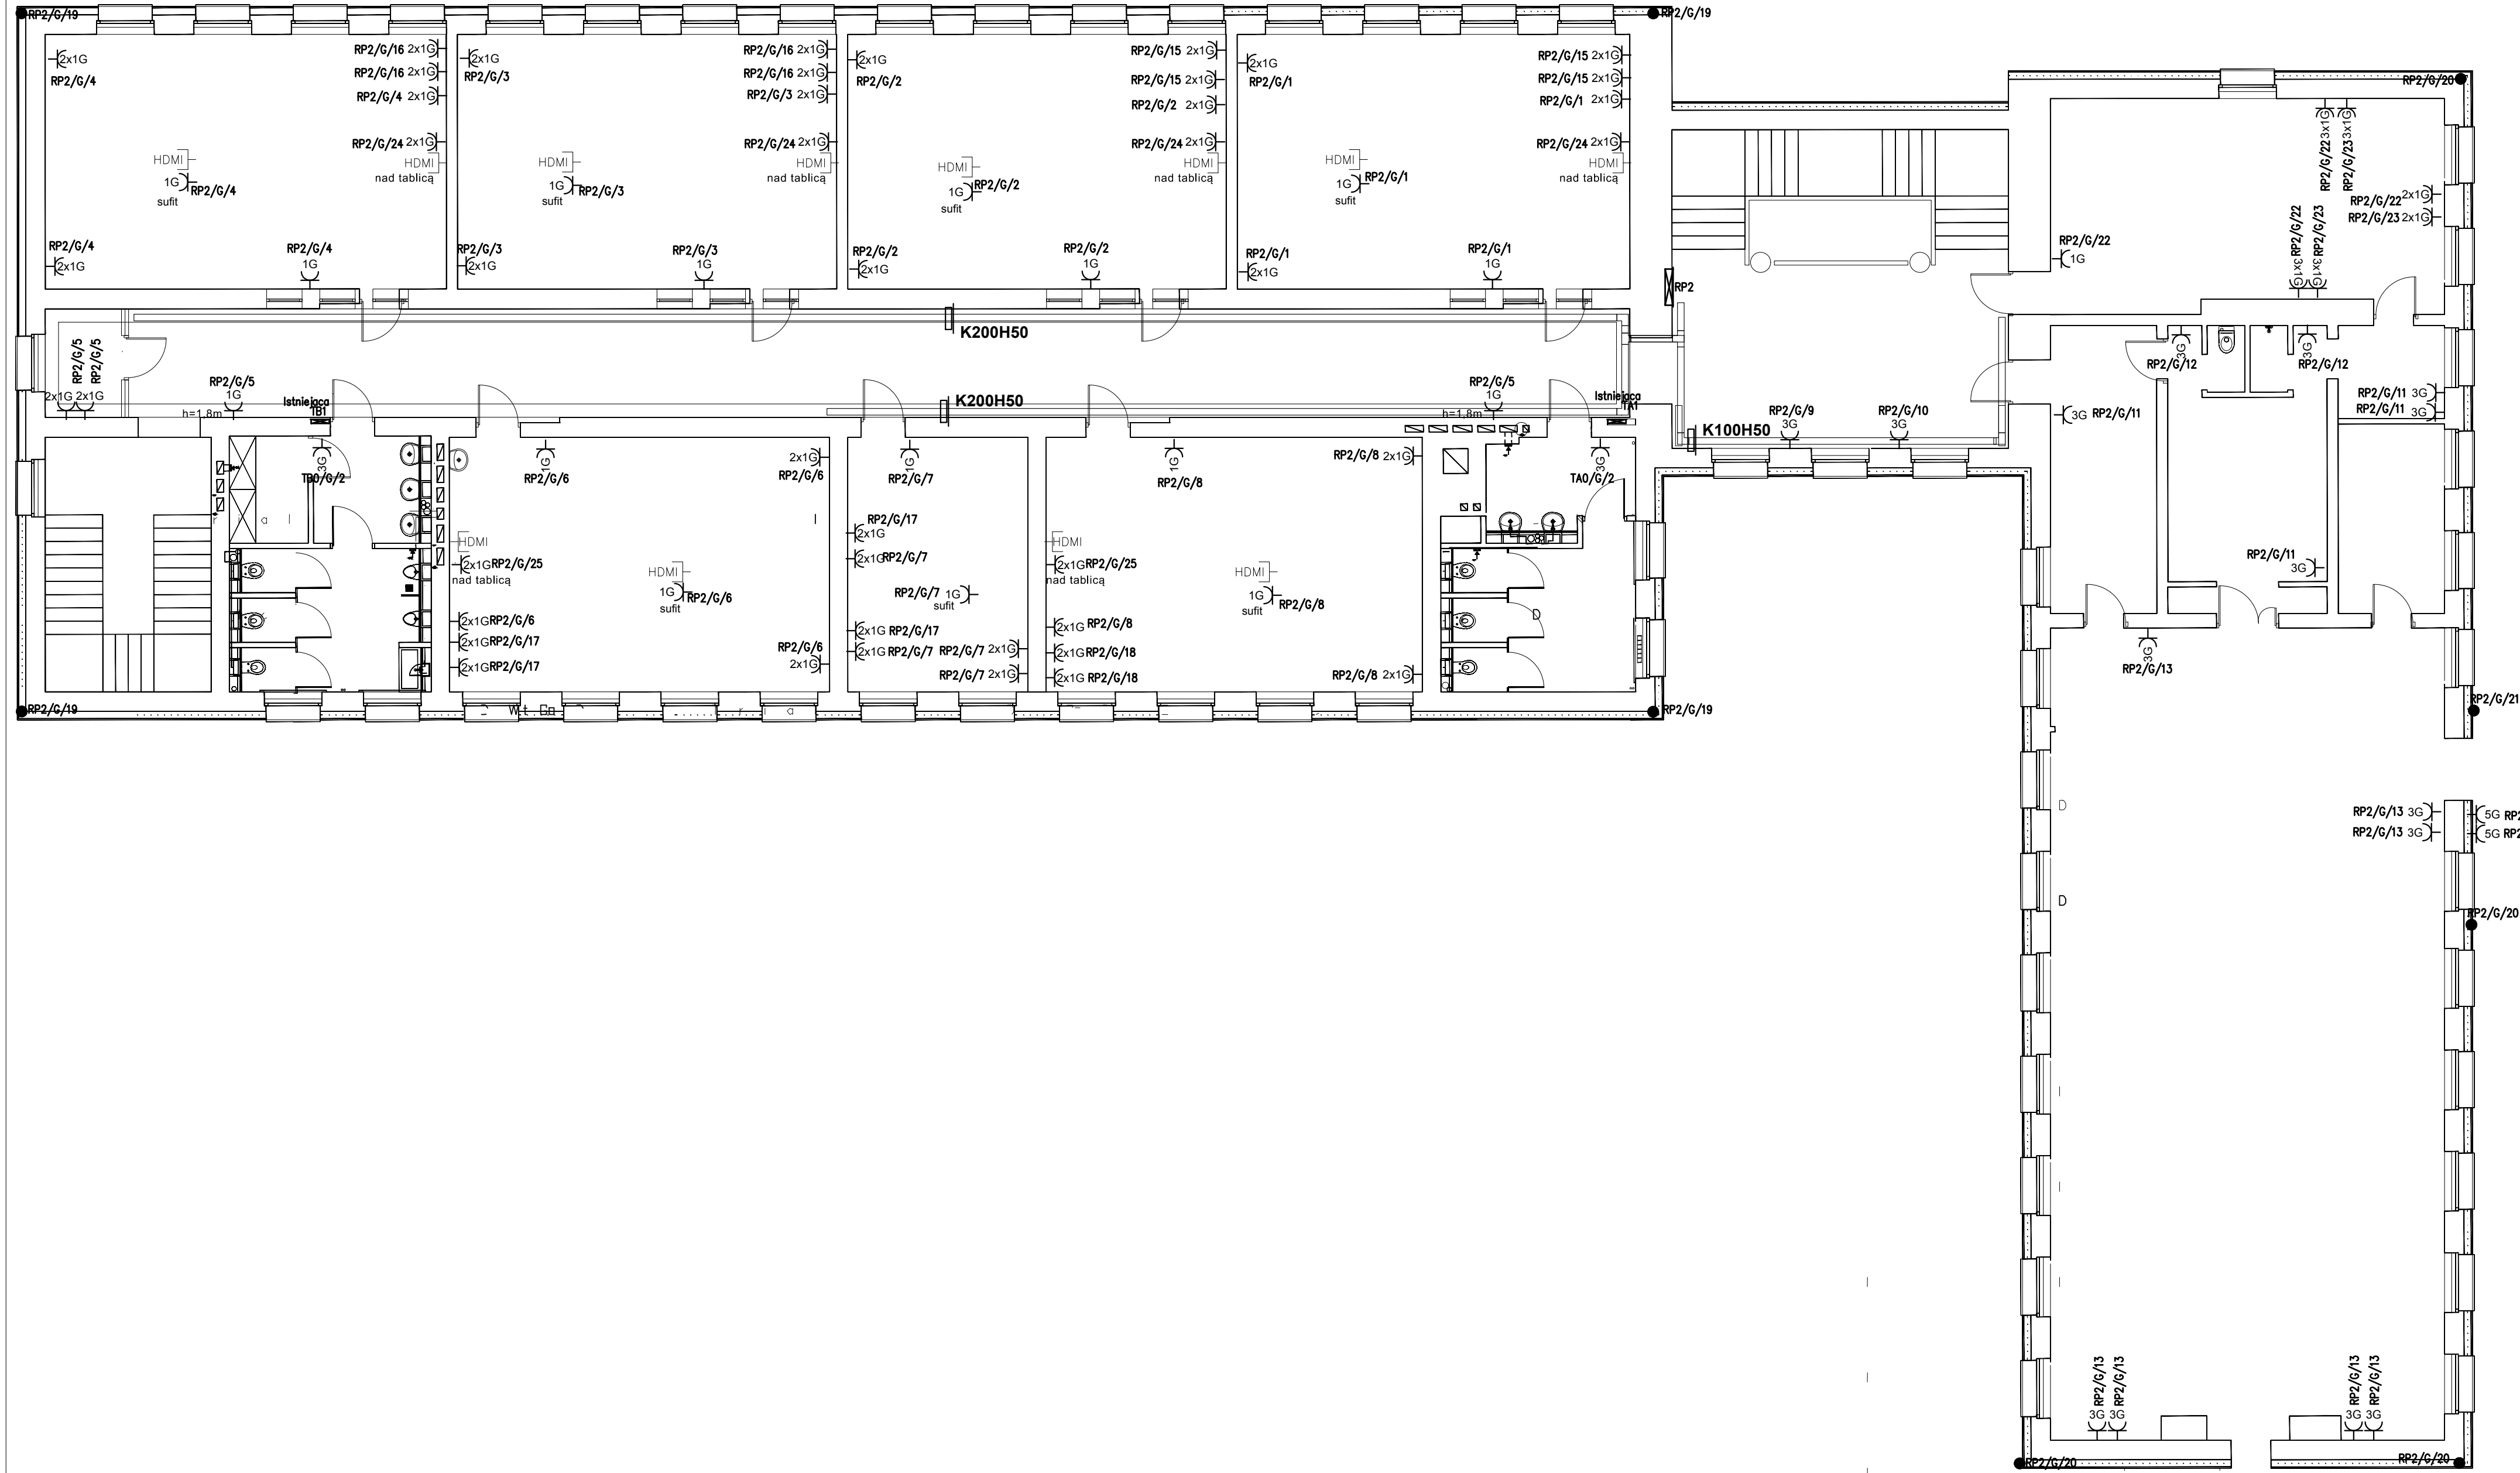 RP2/G/19
RP2/G/19
2x1G
RP2/G/4
RP2/G/16 2x1G
RP2/G/16 2x1G
RP2/G/4 2x1G
RP2/G/24 2x1G
HDMI
nad tablicą
HDMI
1G RP2/G/4
sufit
RP2/G/4
2x1G
RP2/G/4
1G
2x1G
RP2/G/3
RP2/G/16 2x1G
RP2/G/16 2x1G
RP2/G/3 2x1G
RP2/G/24 2x1G
HDMI
nad tablicą
HDMI
1G RP2/G/3
sufit
RP2/G/3
2x1G
RP2/G/3
1G
2x1G
RP2/G/2
RP2/G/15 2x1G
RP2/G/15 2x1G
RP2/G/2 2x1G
RP2/G/24 2x1G
HDMI
nad tablicą
HDMI
1G RP2/G/2
sufit
RP2/G/2
2x1G
RP2/G/2
1G
2x1G
RP2/G/1
RP2/G/15 2x1G
RP2/G/15 2x1G
RP2/G/1 2x1G
RP2/G/24 2x1G
HDMI
nad tablicą
HDMI
1G RP2/G/1
sufit
RP2/G/1
2x1G
RP2/G/1
1G
RP2
RP2/G/20
RP2/G/22 3x1G
RP2/G/23 3x1G
RP2/G/22 2x1G
RP2/G/23 2x1G
RP2/G/22
3x1G
RP2/G/23
3x1G
RP2/G/22
1G
K200H50
K200H50
K100H50
RP2/G/5
2x1G
RP2/G/5
2x1G
RP2/G/5
1G
h=1,8m
Istniejąca
TB1
RP2/G/5
1G
h=1,8m
Istniejąca
TA1
RP2/G/9
3G
RP2/G/10
3G
3G
RP2/G/12
3G
RP2/G/12
3G RP2/G/11
RP2/G/11 3G
RP2/G/11 3G
RP2/G/11
3G
3G
TB0/G/2
1G
RP2/G/6
2x1G
RP2/G/6
HDMI
2x1G RP2/G/25
nad tablicą
HDMI
1G RP2/G/6
sufit
2x1G RP2/G/6
2x1G RP2/G/17
2x1G RP2/G/17
RP2/G/6
2x1G
1G
RP2/G/7
RP2/G/17
2x1G
2x1G RP2/G/7
RP2/G/7 1G
sufit
2x1G RP2/G/17
2x1G RP2/G/7
RP2/G/7 2x1G
RP2/G/7 2x1G
1G
RP2/G/8
RP2/G/8 2x1G
HDMI
2x1G RP2/G/25
nad tablicą
HDMI
1G RP2/G/8
sufit
2x1G RP2/G/8
2x1G RP2/G/18
2x1G RP2/G/18
RP2/G/8 2x1G
3G
TA0/G/2
D
3G
RP2/G/13
RP2/G/19
RP2/G/19
RP2/G/21
D
D
RP2/G/13 3G
RP2/G/13 3G
5G
5G
RP2/G/20
RP2/G/13
3G
RP2/G/13
3G
RP2/G/13
3G
RP2/G/13
3G
RP2/G/20
RP2/G/20